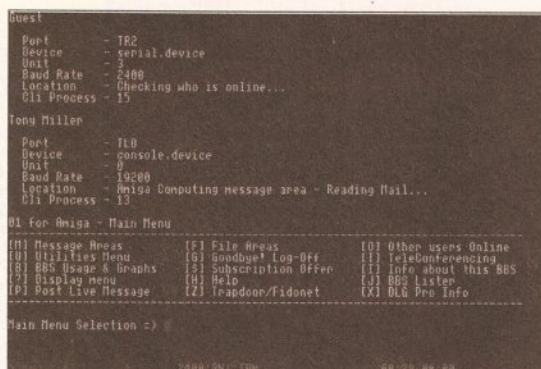 Guest
Port - TR2
Device - serial.device
Unit - 3
Baud Rate - 2400
Location - Checking who is online...
Cli Process - 15
Tony Miller
Port - TL0
Device - console.device
Unit - 0
Baud Rate - 19200
Location - Amiga Computing message area - Reading Mail...
Cli Process - 13
01 for Amiga - Main Menu
[M] Message Areas [F] File Areas [O] Other users Online
[U] Utilities Menu [G] Goodbye! Log-Off [T] TeleConferencing
[B] BBS Usage & Graphs [$] Subscription Offer [I] Info about this BBS
[?] Display menu [H] Help [J] BBS Lister
[P] Post Live Message [Z] Trapdoor/Fidonet [X] DLG Pro Info
Main Menu Selection =>